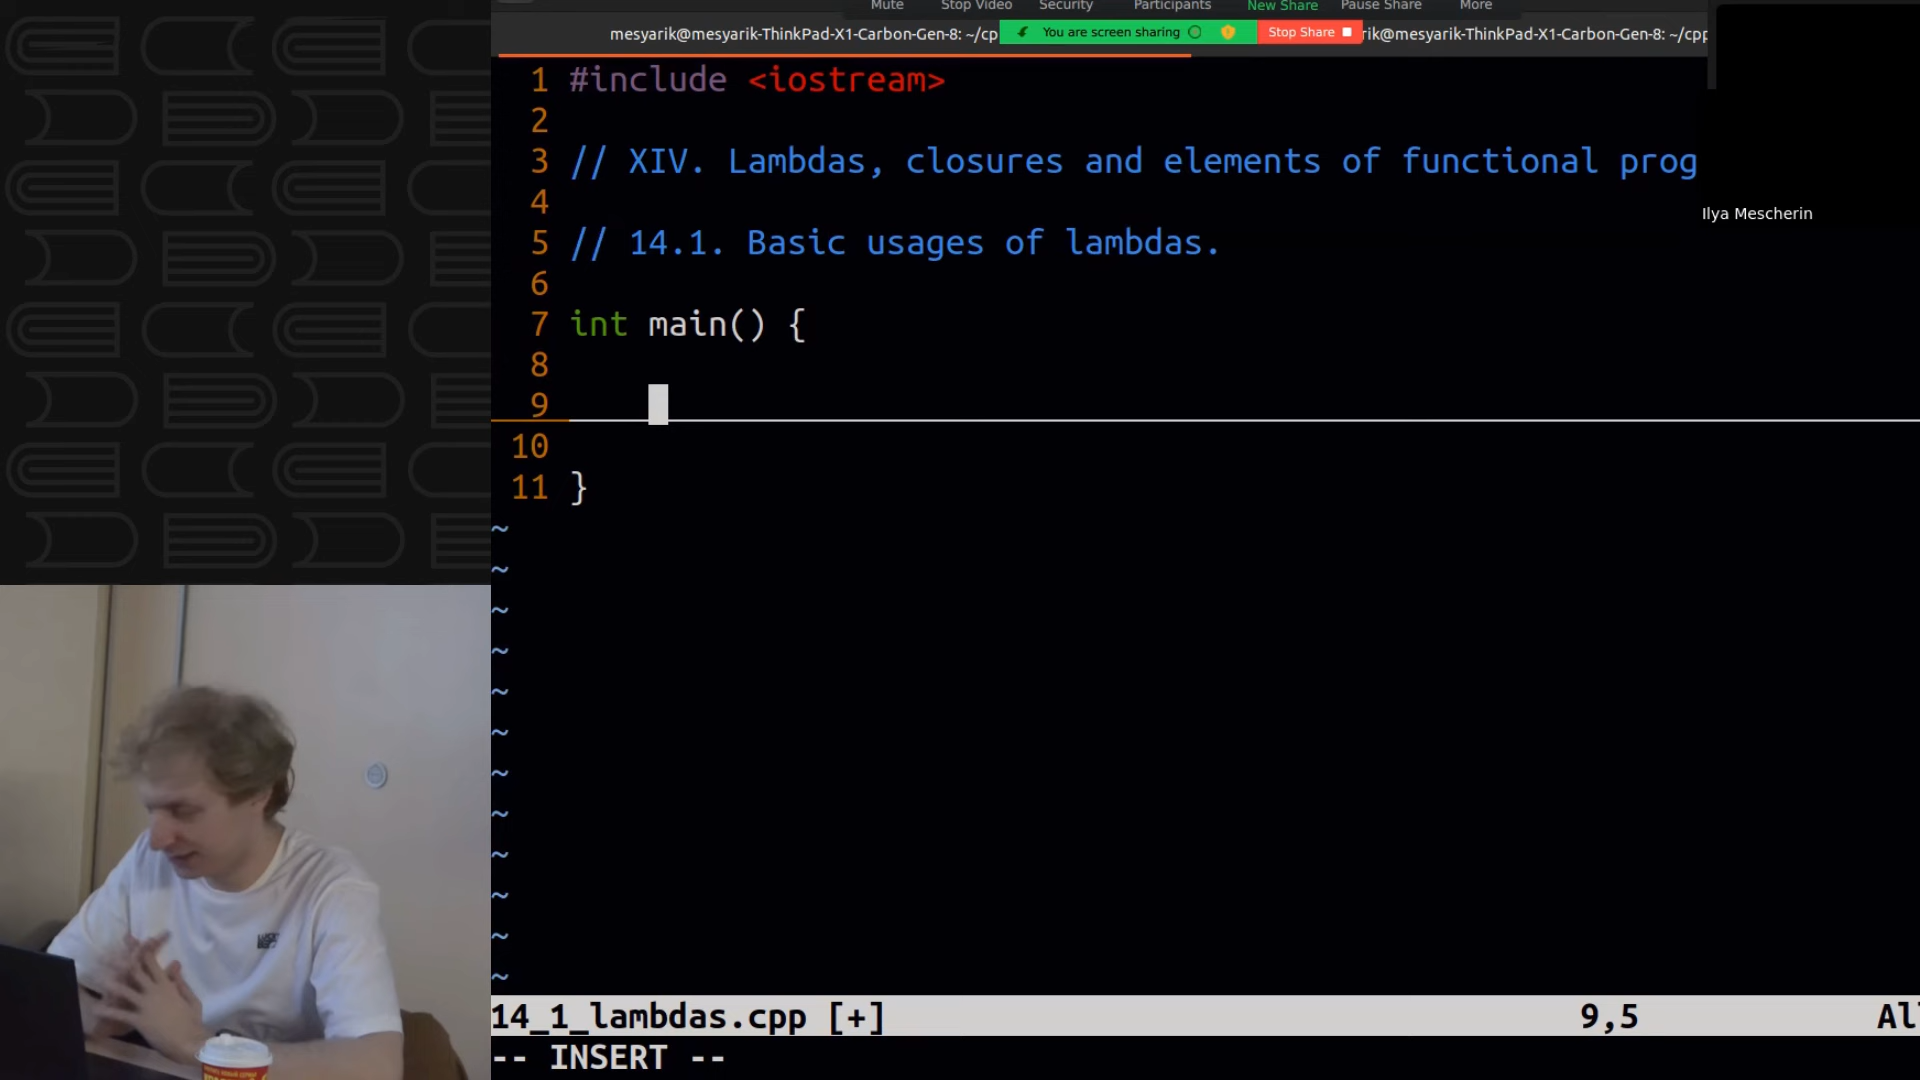 Mute Stop Video Security Participants New Share Pause Share More
mesyarik@mesyarik-ThinkPad-X1-Carbon-Gen-8: ~/cp You are screen sharing Stop Share rik@mesyarik-ThinkPad-X1-Carbon-Gen-8: ~/cpp
1 #include <iostream>
2
3 // XIV. Lambdas, closures and elements of functional prog
Ilya Mescherin
4
5 // 14.1. Basic usages of lambdas.
6
7 int main() {
8
9
10
11 }
~
~
~
~
~
~
~
~
~
~
~
~
14_1_lambdas.cpp [+] 9,5 Al
-- INSERT --